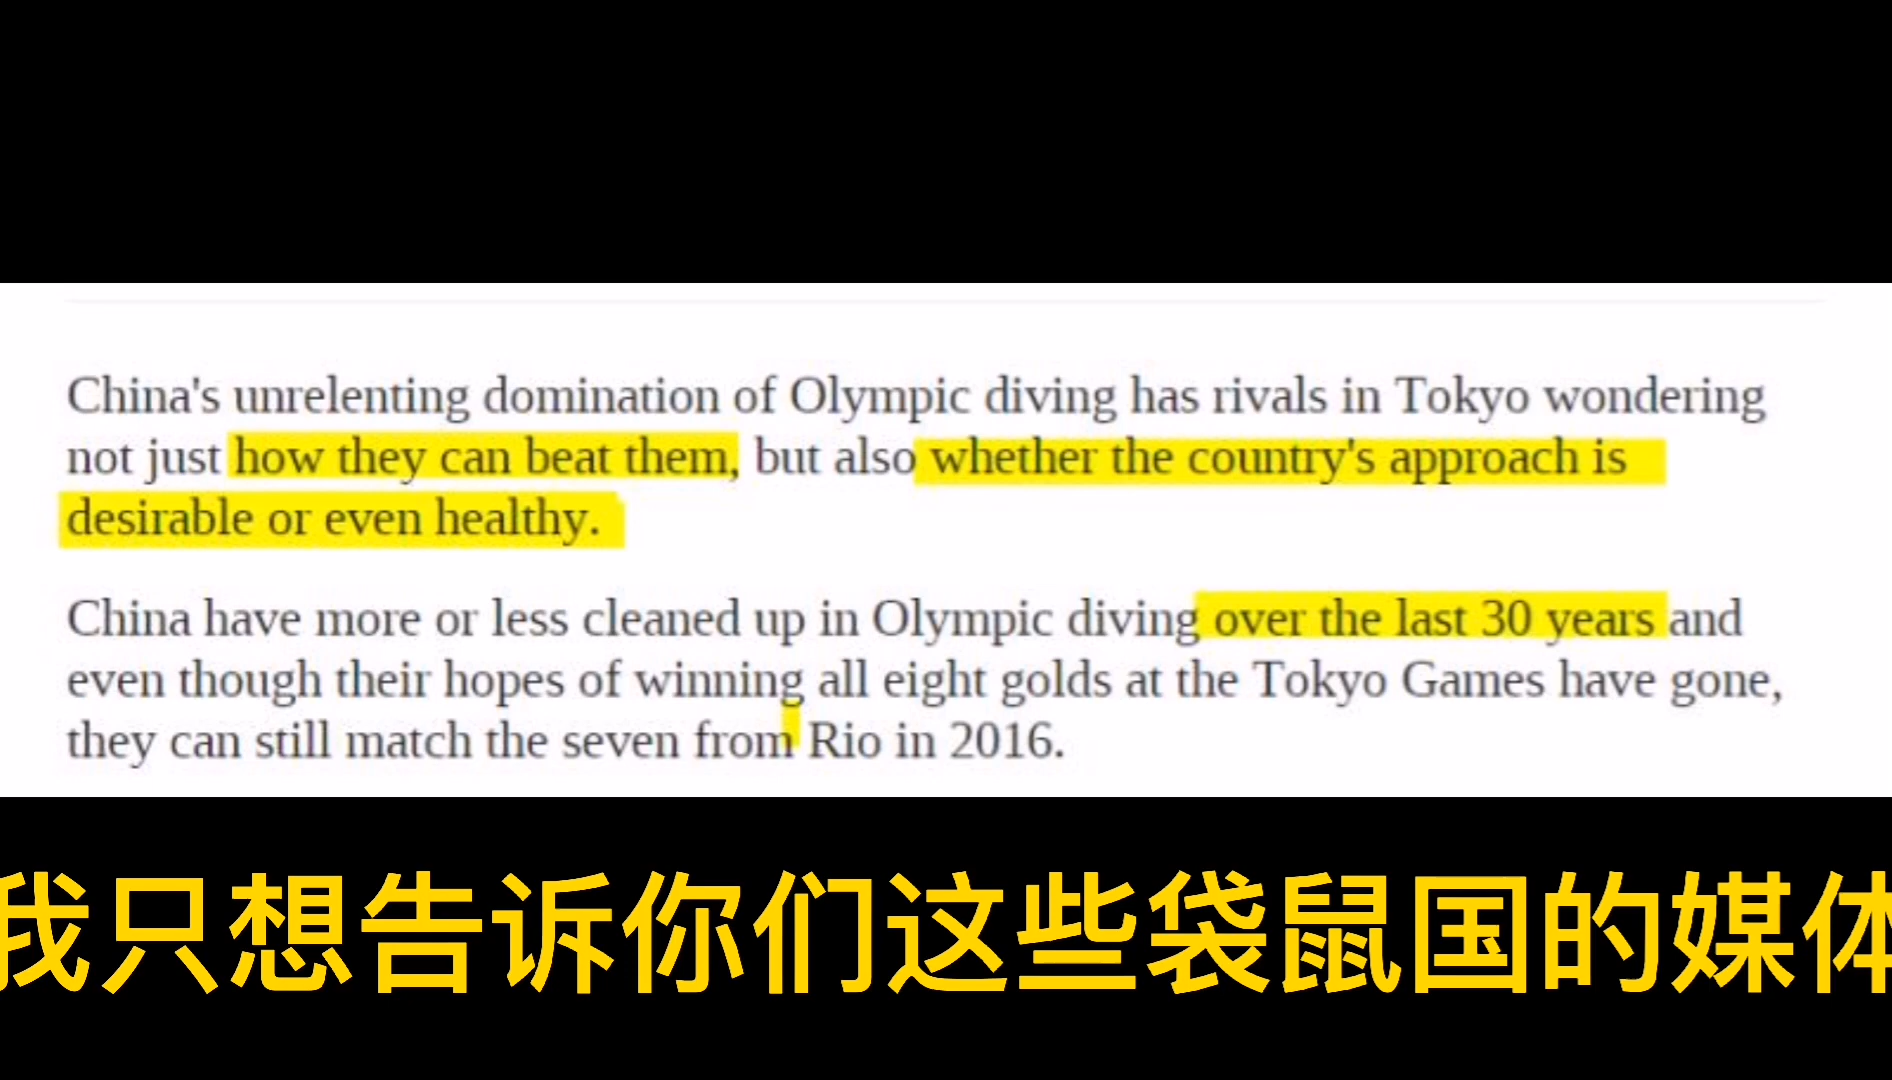 China's unrelenting domination of Olympic diving has rivals in Tokyo wondering
not just how they can beat them, but also whether the country's approach is
desirable or even healthy.
China have more or less cleaned up in Olympic diving over the last 30 years and
even though their hopes of winning all eight golds at the Tokyo Games have gone,
they can still match the seven from Rio in 2016.
我只想告诉你们这些袋鼠国的媒体